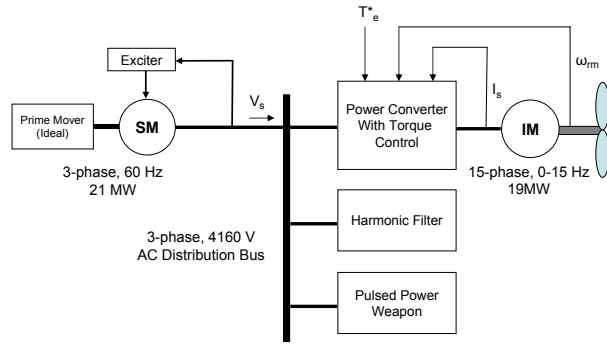 T*e
Exciter
ωrm
Vs
Is
Prime Mover
(Ideal)
SM
Power Converter
With Torque
Control
IM
3-phase, 60 Hz
21 MW
15-phase, 0-15 Hz
19MW
3-phase, 4160 V
AC Distribution Bus
Harmonic Filter
Pulsed Power
Weapon